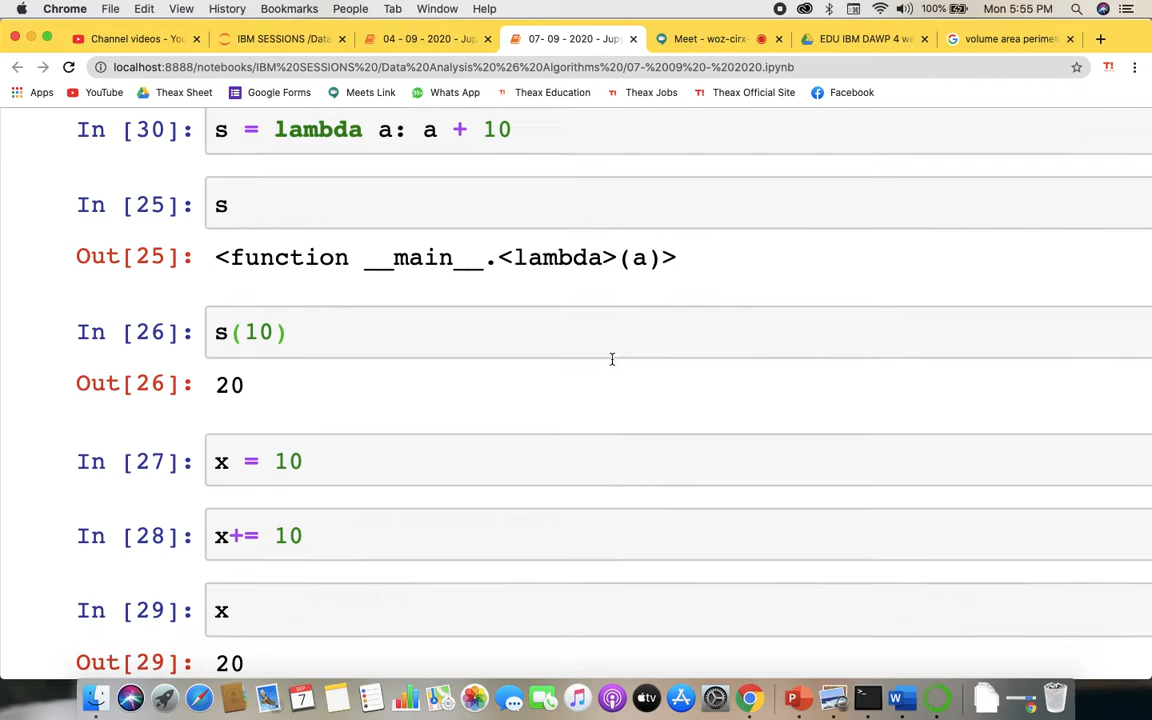 Chrome File Edit View History Bookmarks People Tab Window Help 100% Mon 5:55 PM
Channel videos - You IBM SESSIONS /Data 04 - 09 - 2020 - Jup 07- 09 - 2020 - Jupy Meet - woz-cirx- EDU IBM DAWP 4 we volume area perimet
localhost:8888/notebooks/IBM%20SESSIONS%20/Data%20Analysis%20%26%20Algorithms%20/07-%2009%20-%202020.ipynb T!
Apps YouTube Theax Sheet Google Forms Meets Link Whats App Theax Education Theax Jobs T! Theax Official Site Facebook
In [30]: s = lambda a: a + 10
In [25]: s
Out[25]: <function __main__.<lambda>(a)>
In [26]: s(10)
Out[26]: 20
In [27]: x = 10
In [28]: x+= 10
In [29]: x
Out[29]: 20